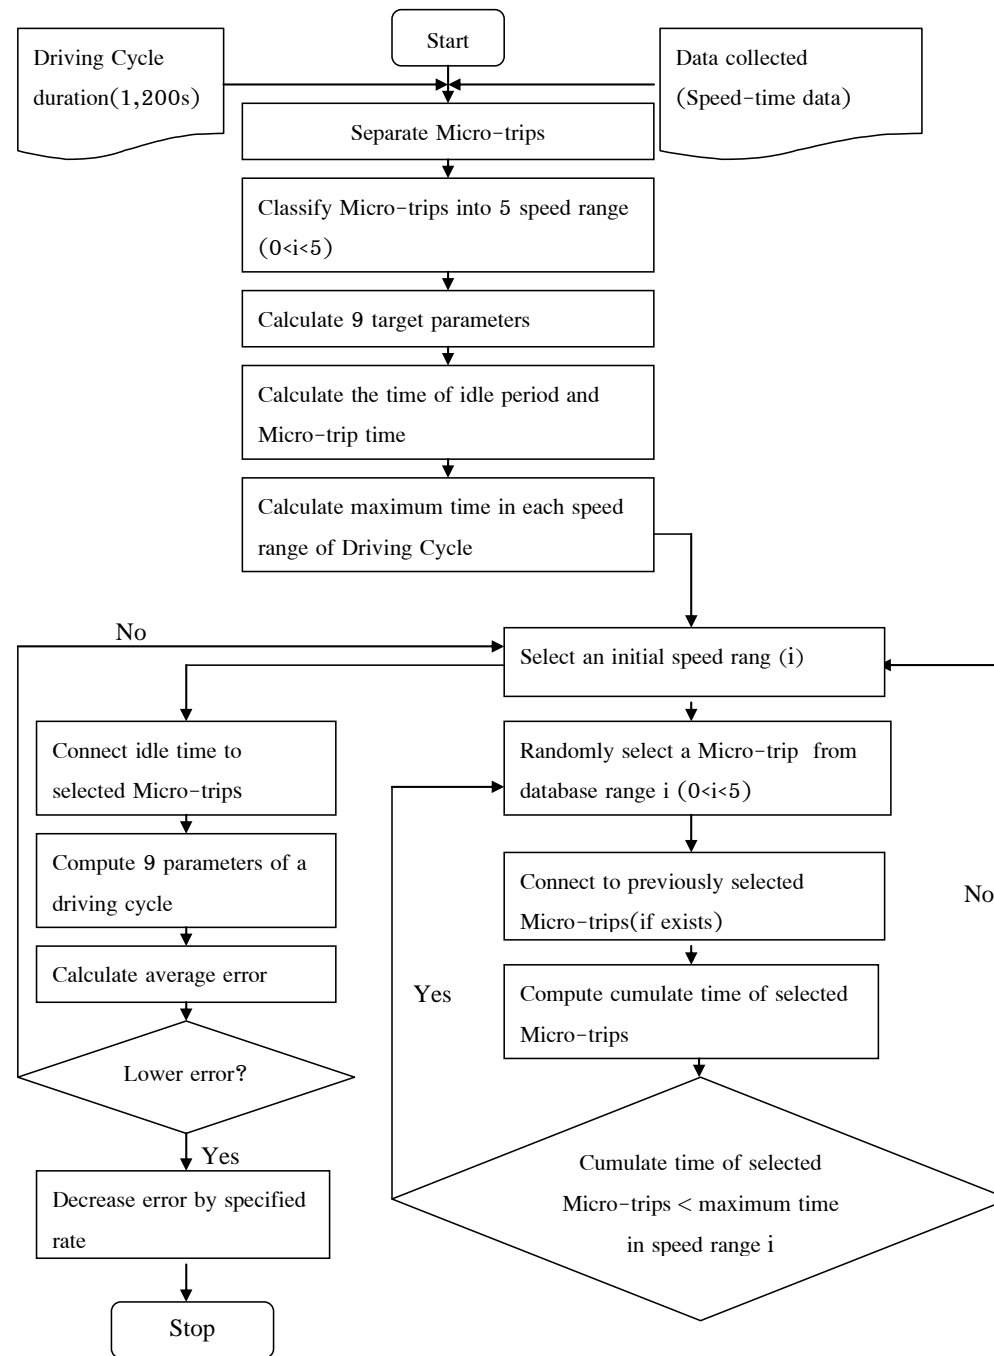 Start
Driving Cycle
duration(1,200s)
Data collected
(Speed-time data)
Separate Micro-trips
Classify Micro-trips into 5 speed range
(0<i<5)
Calculate 9 target parameters
Calculate the time of idle period and
Micro-trip time
Calculate maximum time in each speed
range of Driving Cycle
No
Select an initial speed rang (i)
Connect idle time to
selected Micro-trips
Randomly select a Micro-trip from
database range i (0<i<5)
Compute 9 parameters of a
driving cycle
Connect to previously selected
Micro-trips(if exists)
No
Calculate average error
Yes
Compute cumulate time of selected
Micro-trips
Lower error?
Yes
Cumulate time of selected
Micro-trips < maximum time
in speed range i
Decrease error by specified
rate
Stop